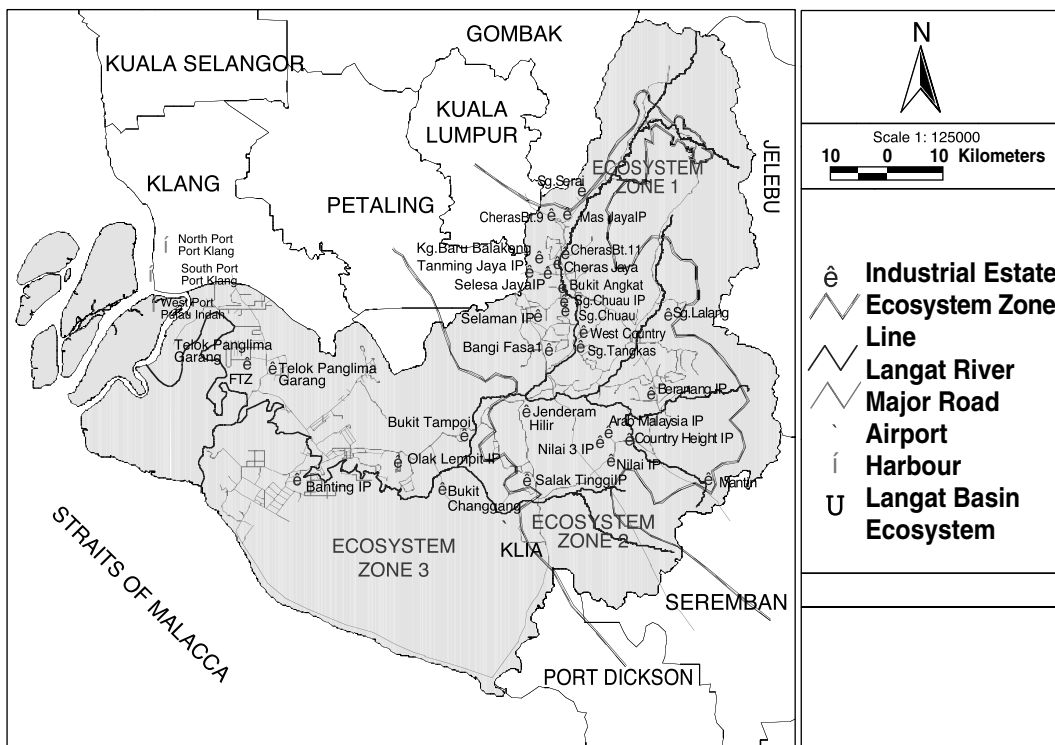 GOMBAK
KUALA SELANGOR
KUALA
LUMPUR
KLANG
PETALING
JELEBU
ECOSYSTEM
ZONE 1
Sg.Serai
CherasBt.9
Mas JayaIP
North Port
Port Klang
South Port
Port Klang
West Port
Pulau Indah
Kg.Baru Balakong
CherasBt.11
Tanming Jaya IP
Cheras Jaya
Selesa JayaIP
Bukit Angkat
Sg.Chuau IP
Selaman IP
Sg.Chuau
Sg.Lalang
West Country
Bangi Fasa1
Sg.Tangkas
Telok Panglima
Garang
FTZ
Telok Panglima
Garang
Beranang IP
Bukit Tampoi
Jenderam
Hilir
Arab Malaysia IP
Nilai 3 IP
Country Height IP
Olak Lempit IP
Nilai IP
Banting IP
Bukit
Changgang
Salak TinggiIP
Mantin
ECOSYSTEM
ZONE 2
ECOSYSTEM
ZONE 3
KLIA
STRAITS OF MALACCA
SEREMBAN
PORT DICKSON
N
Scale 1: 125000
10 0 10 Kilometers
ê Industrial Estate
Ecosystem Zone
Line
Langat River
Major Road
Airport
í Harbour
U Langat Basin
Ecosystem